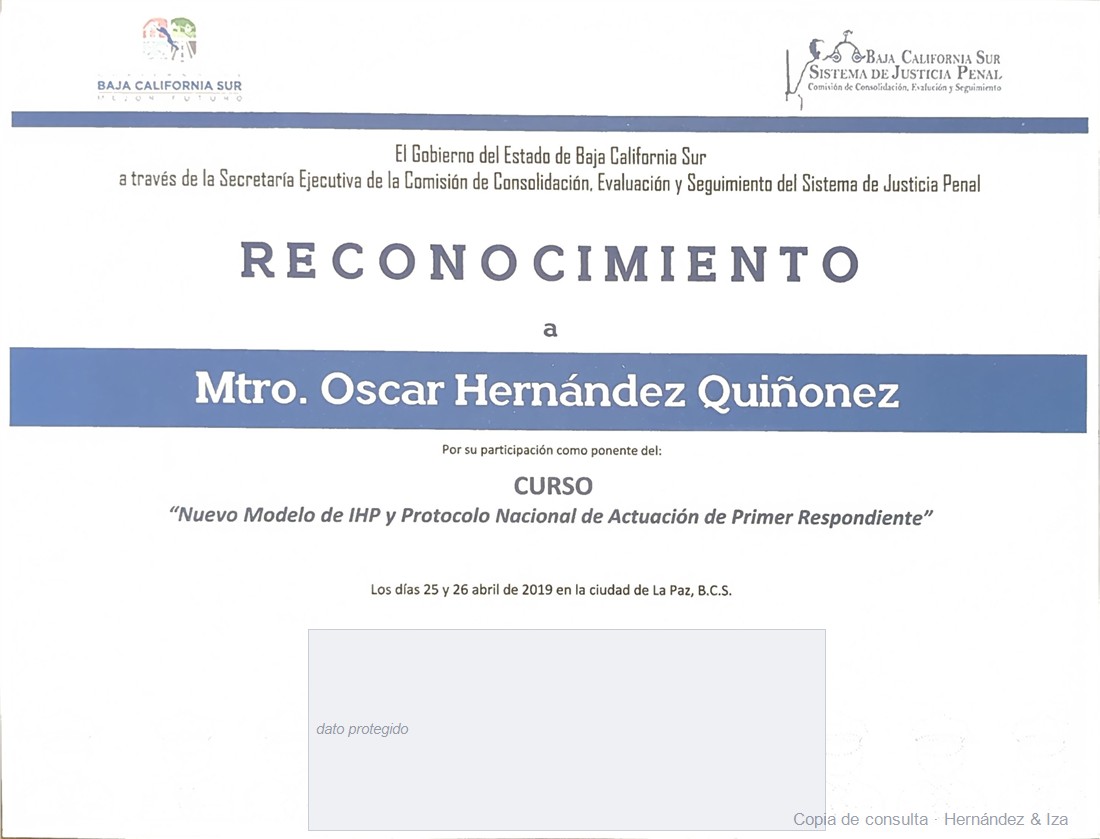 BAJA CALIFORNIA SUR
MEJOR FUTURO
BAJA CALIFORNIA SUR
SISTEMA DE JUSTICIA PENAL
Comisión de Consolidación, Evalución y Seguimiento
El Gobierno del Estado de Baja California Sur
a través de la Secretaría Ejecutiva de la Comisión de Consolidación, Evaluación y Seguimiento del Sistema de Justicia Penal
RECONOCIMIENTO
a
Mtro. Oscar Hernández Quiñonez
Por su participación como ponente del:
CURSO
“Nuevo Modelo de IHP y Protocolo Nacional de Actuación de Primer Respondiente”
Los días 25 y 26 abril de 2019 en la ciudad de La Paz, B.C.S.
dato protegido
Copia de consulta · Hernández & Iza